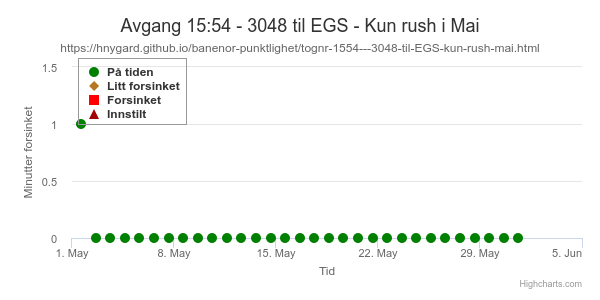 Avgang 15:54 - 3048 til EGS - Kun rush i Mai
https://hnygard.github.io/banenor-punktlighet/tognr-1554---3048-til-EGS-kun-rush-mai.html
På tiden
Litt forsinket
Forsinket
Innstilt
Minutter forsinket
1.5
1
0.5
0
1. May 8. May 15. May 22. May 29. May 5. Jun
Tid
Highcharts.com